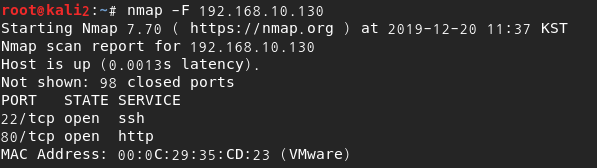 root@kali2:~# nmap -F 192.168.10.130
Starting Nmap 7.70 ( https://nmap.org ) at 2019-12-20 11:37 KST
Nmap scan report for 192.168.10.130
Host is up (0.0013s latency).
Not shown: 98 closed ports
PORT   STATE SERVICE
22/tcp open  ssh
80/tcp open  http
MAC Address: 00:0C:29:35:CD:23 (VMware)